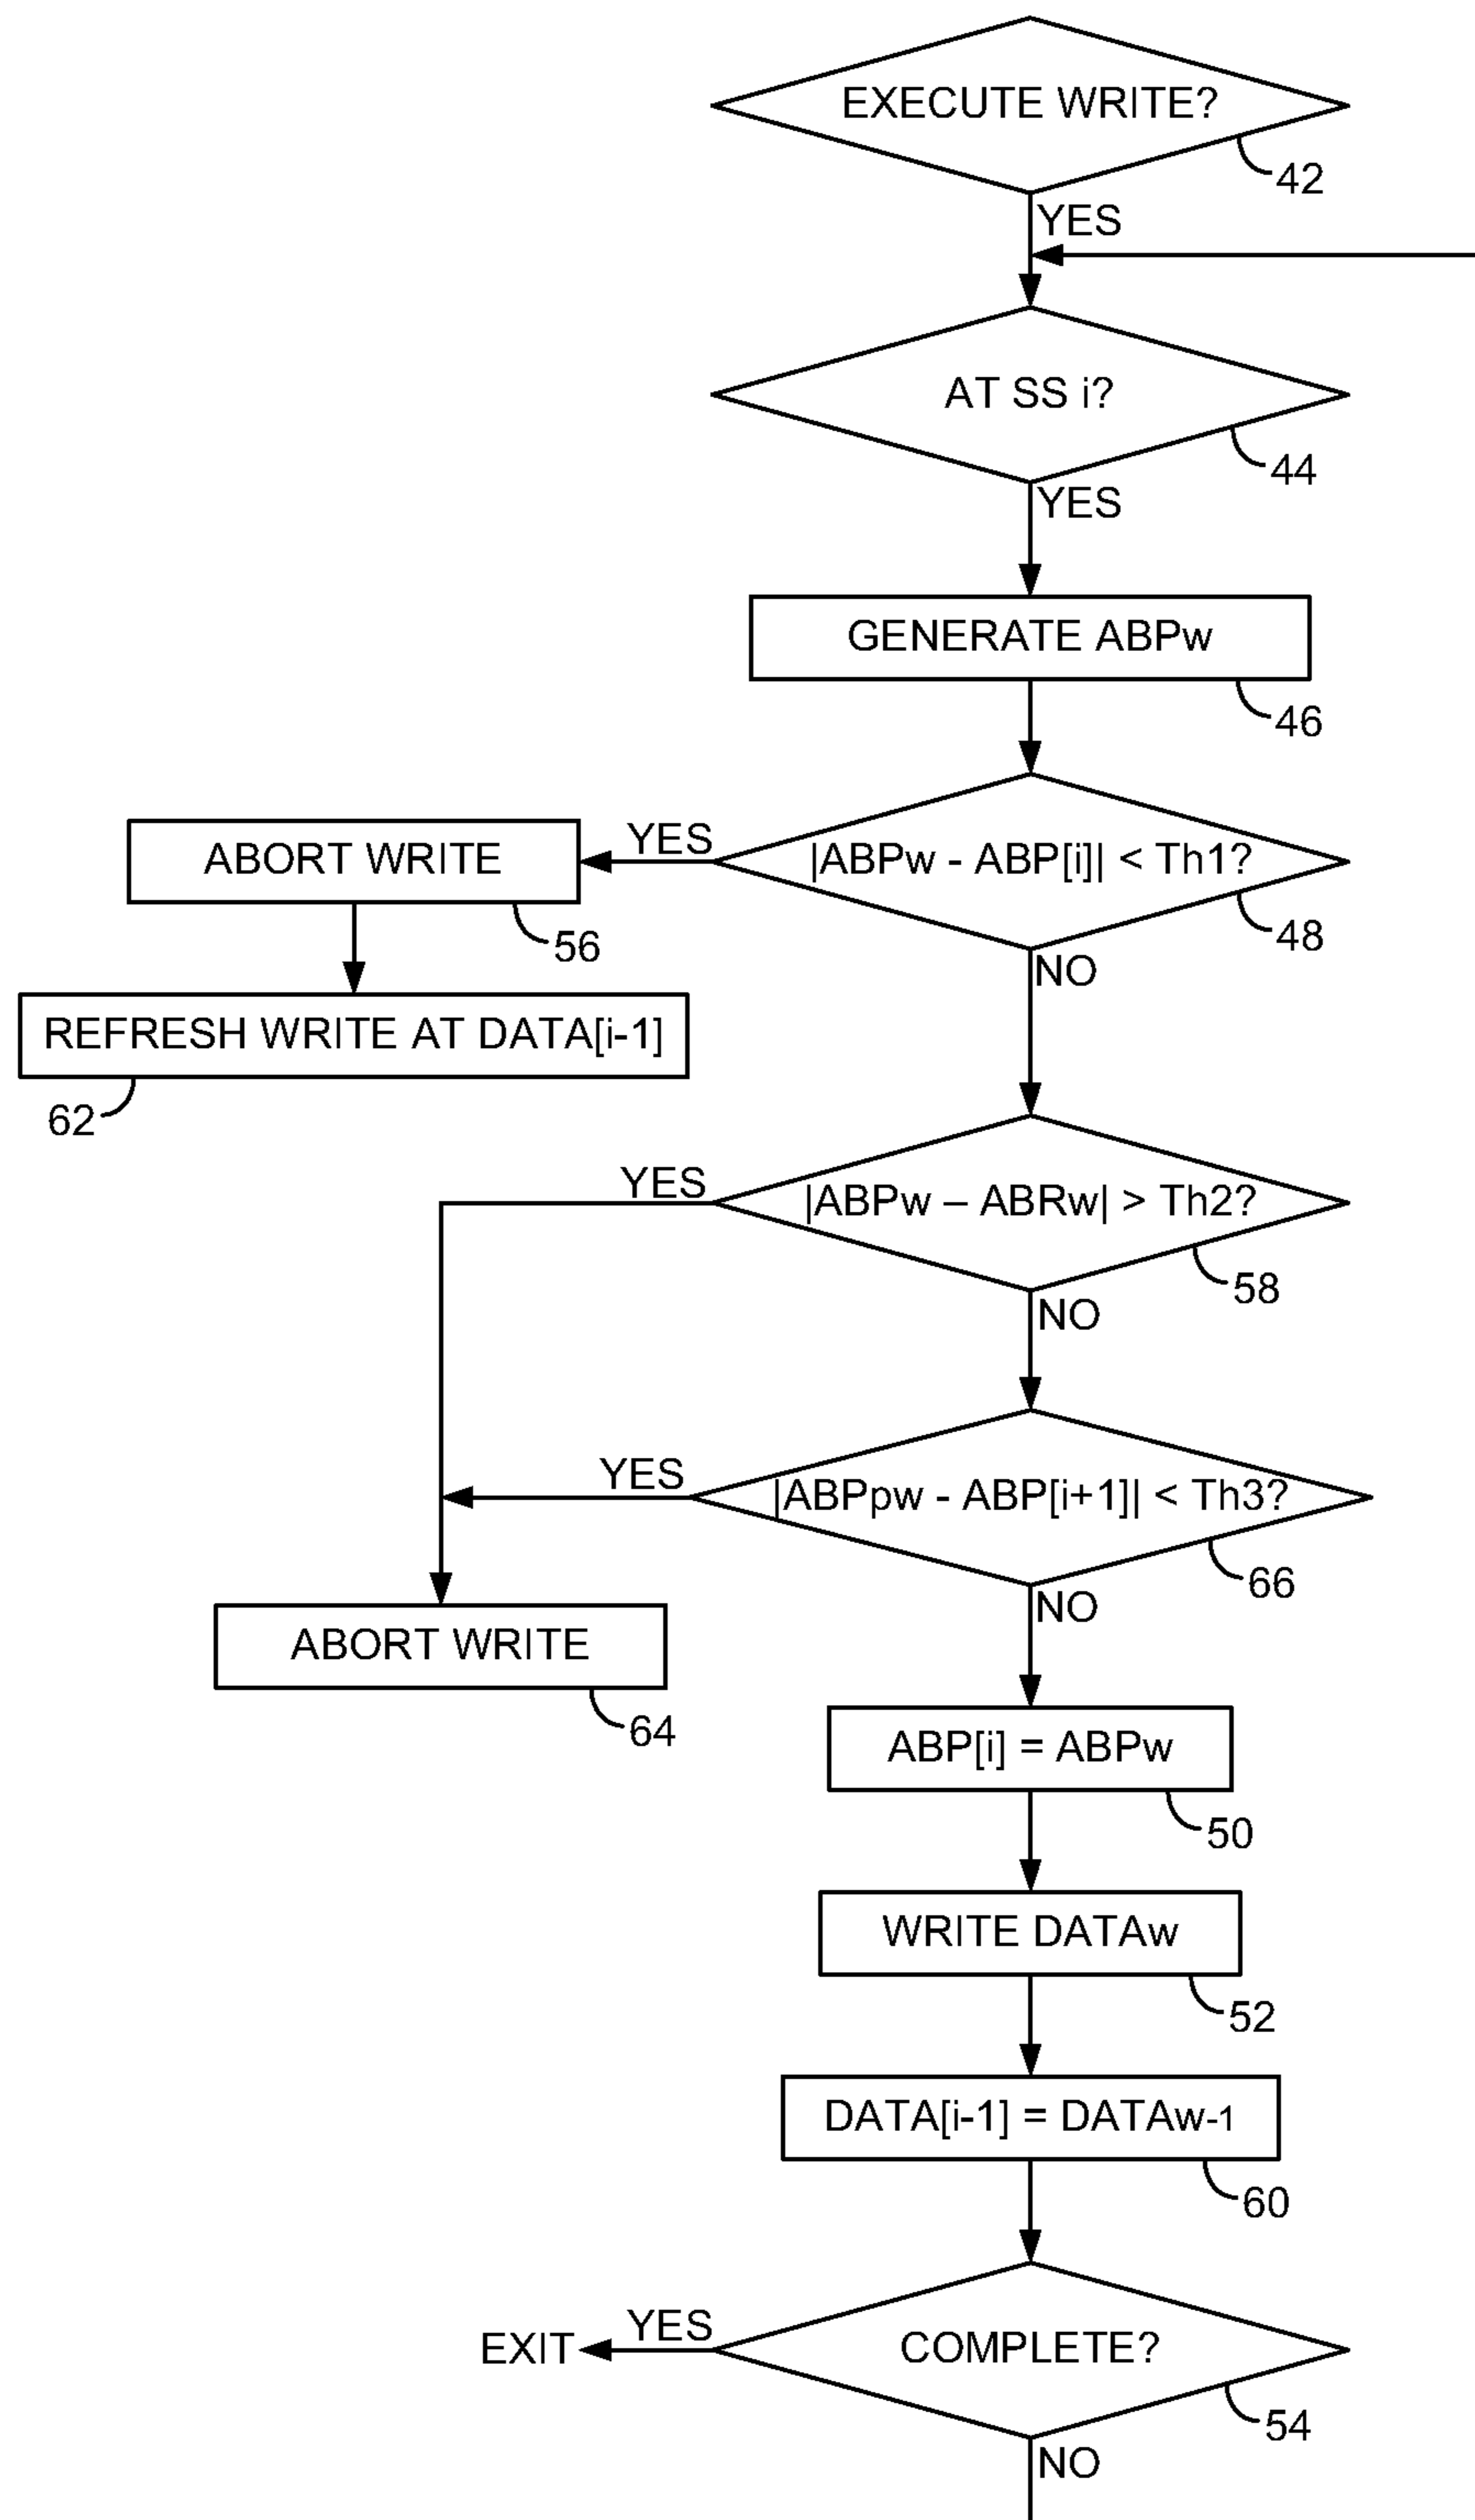 EXECUTE WRITE?
42
YES
AT SS i?
44
YES
GENERATE ABPw
46
ABORT WRITE
YES
|ABPw - ABP[i]| < Th1?
56
48
NO
REFRESH WRITE AT DATA[i-1]
62
YES
|ABPw – ABRw| > Th2?
58
NO
YES
|ABPpw - ABP[i+1]| < Th3?
66
NO
ABORT WRITE
64
ABP[i] = ABPw
50
WRITE DATAw
52
DATA[i-1] = DATAw-1
60
EXIT
YES
COMPLETE?
54
NO